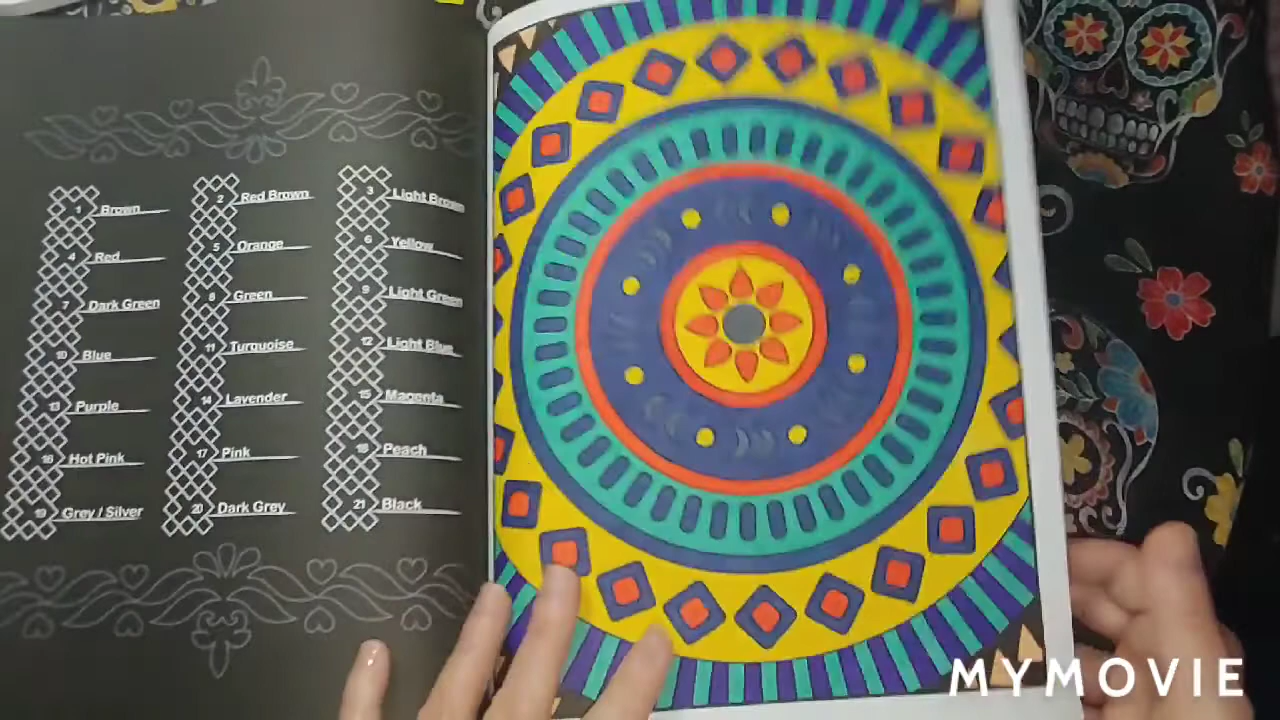 1 Brown
2 Red Brown
3 Light Brown
4 Red
5 Orange
6 Yellow
7 Dark Green
8 Green
9 Light Green
10 Blue
11 Turquoise
12 Light Blue
13 Purple
14 Lavender
15 Magenta
16 Hot Pink
17 Pink
18 Peach
19 Grey / Silver
20 Dark Grey
21 Black
MYMOVIE